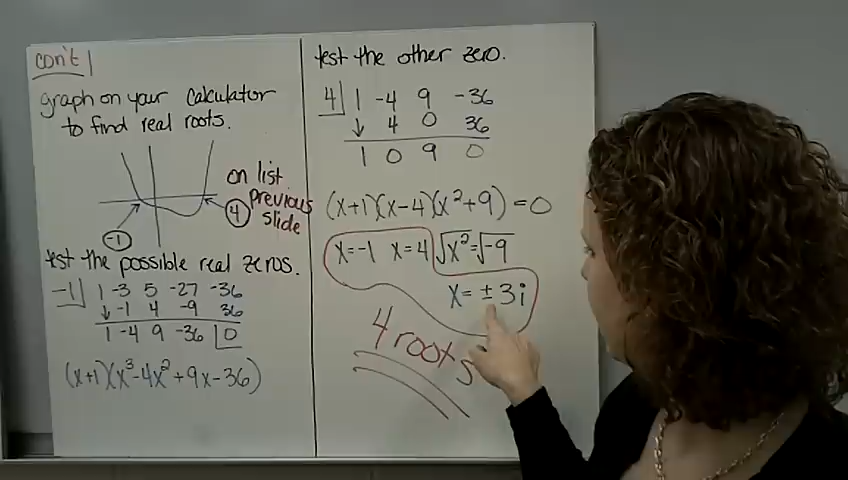 con't
graph on your calculator
to find real roots.
on list
previous
slide
-1
4
test the possible real zeros.
-1| 1 -3 5 -27 -36
↓ -1 4 -9 36
1 -4 9 -36 |0
(x+1)(x³-4x²+9x-36)
test the other zero.
4| 1 -4 9 -36
↓ 4 0 36
1 0 9 0
(x+1)(x-4)(x²+9)=0
x=-1 x=4 √x²=√-9
x=±3i
4 roots